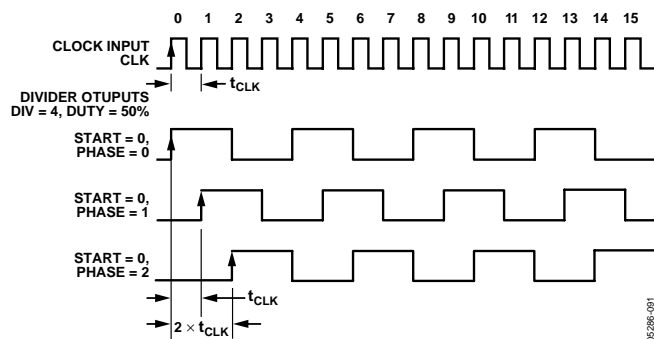 0 1 2 3 4 5 6 7 8 9 10 11 12 13 14 15
CLOCK INPUT
CLK
tCLK
DIVIDER OTUPUTS
DIV = 4, DUTY = 50%
START = 0,
PHASE = 0
START = 0,
PHASE = 1
START = 0,
PHASE = 2
tCLK
2 × tCLK
05286-091